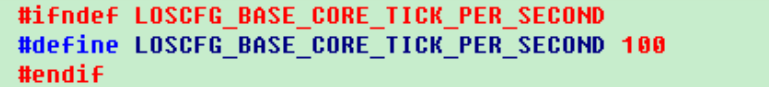 #ifndef LOSCFG_BASE_CORE_TICK_PER_SECOND
#define LOSCFG_BASE_CORE_TICK_PER_SECOND 100
#endif